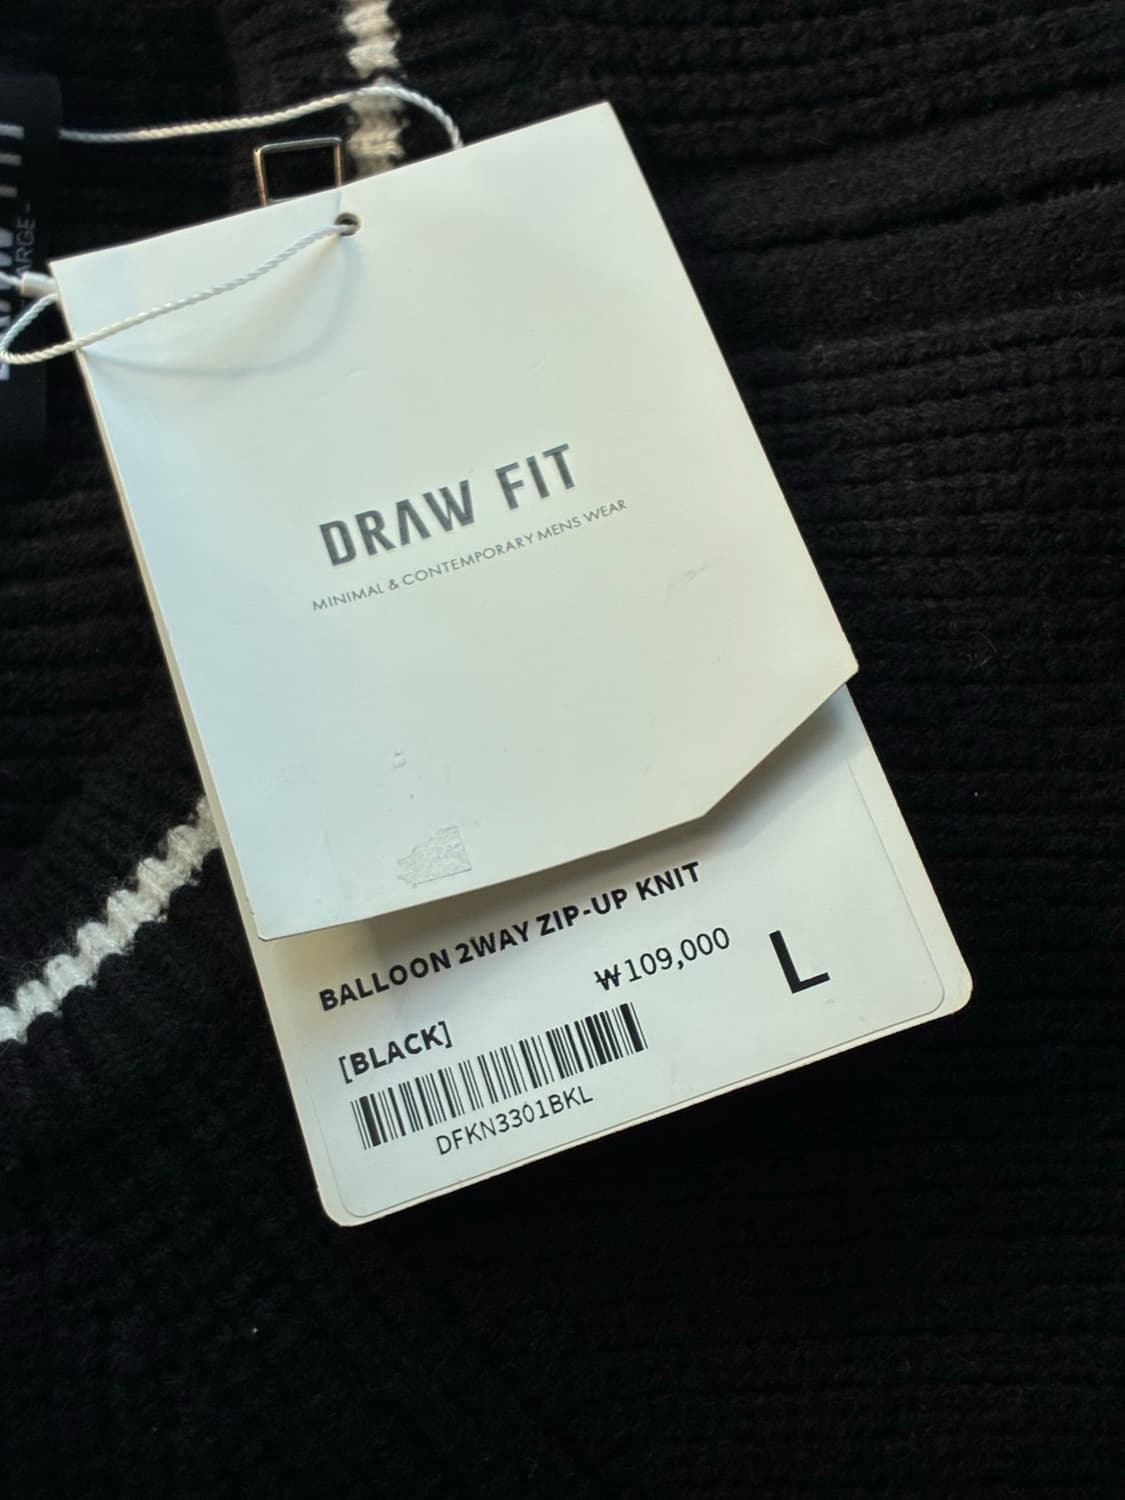 DRAW FIT
MINIMAL & CONTEMPORARY MENS WEAR
BALLOON 2WAY ZIP-UP KNIT
₩109,000
L
[BLACK]
DFKN3301BKL